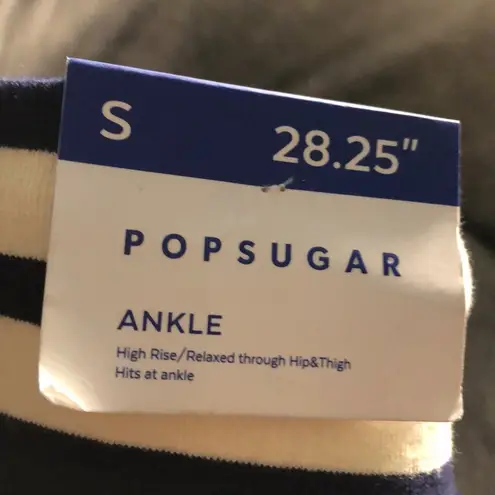 S 28.25"
POPSUGAR
ANKLE
High Rise/Relaxed through Hip&Thigh
Hits at ankle